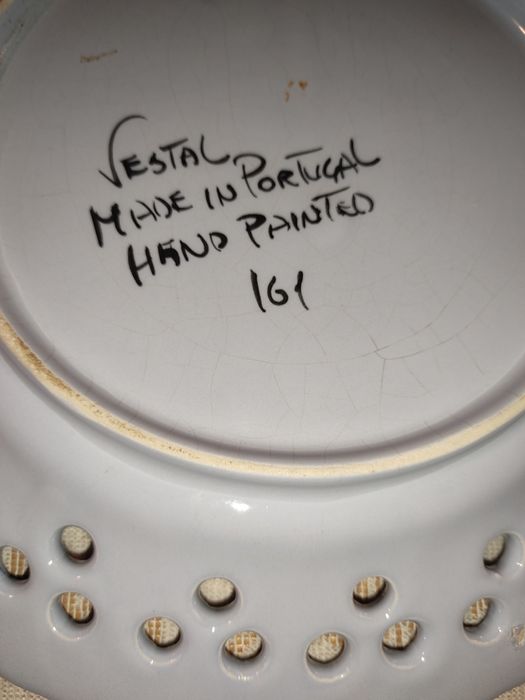 VESTAL
MADE IN PORTUGAL
HAND PAINTED
161